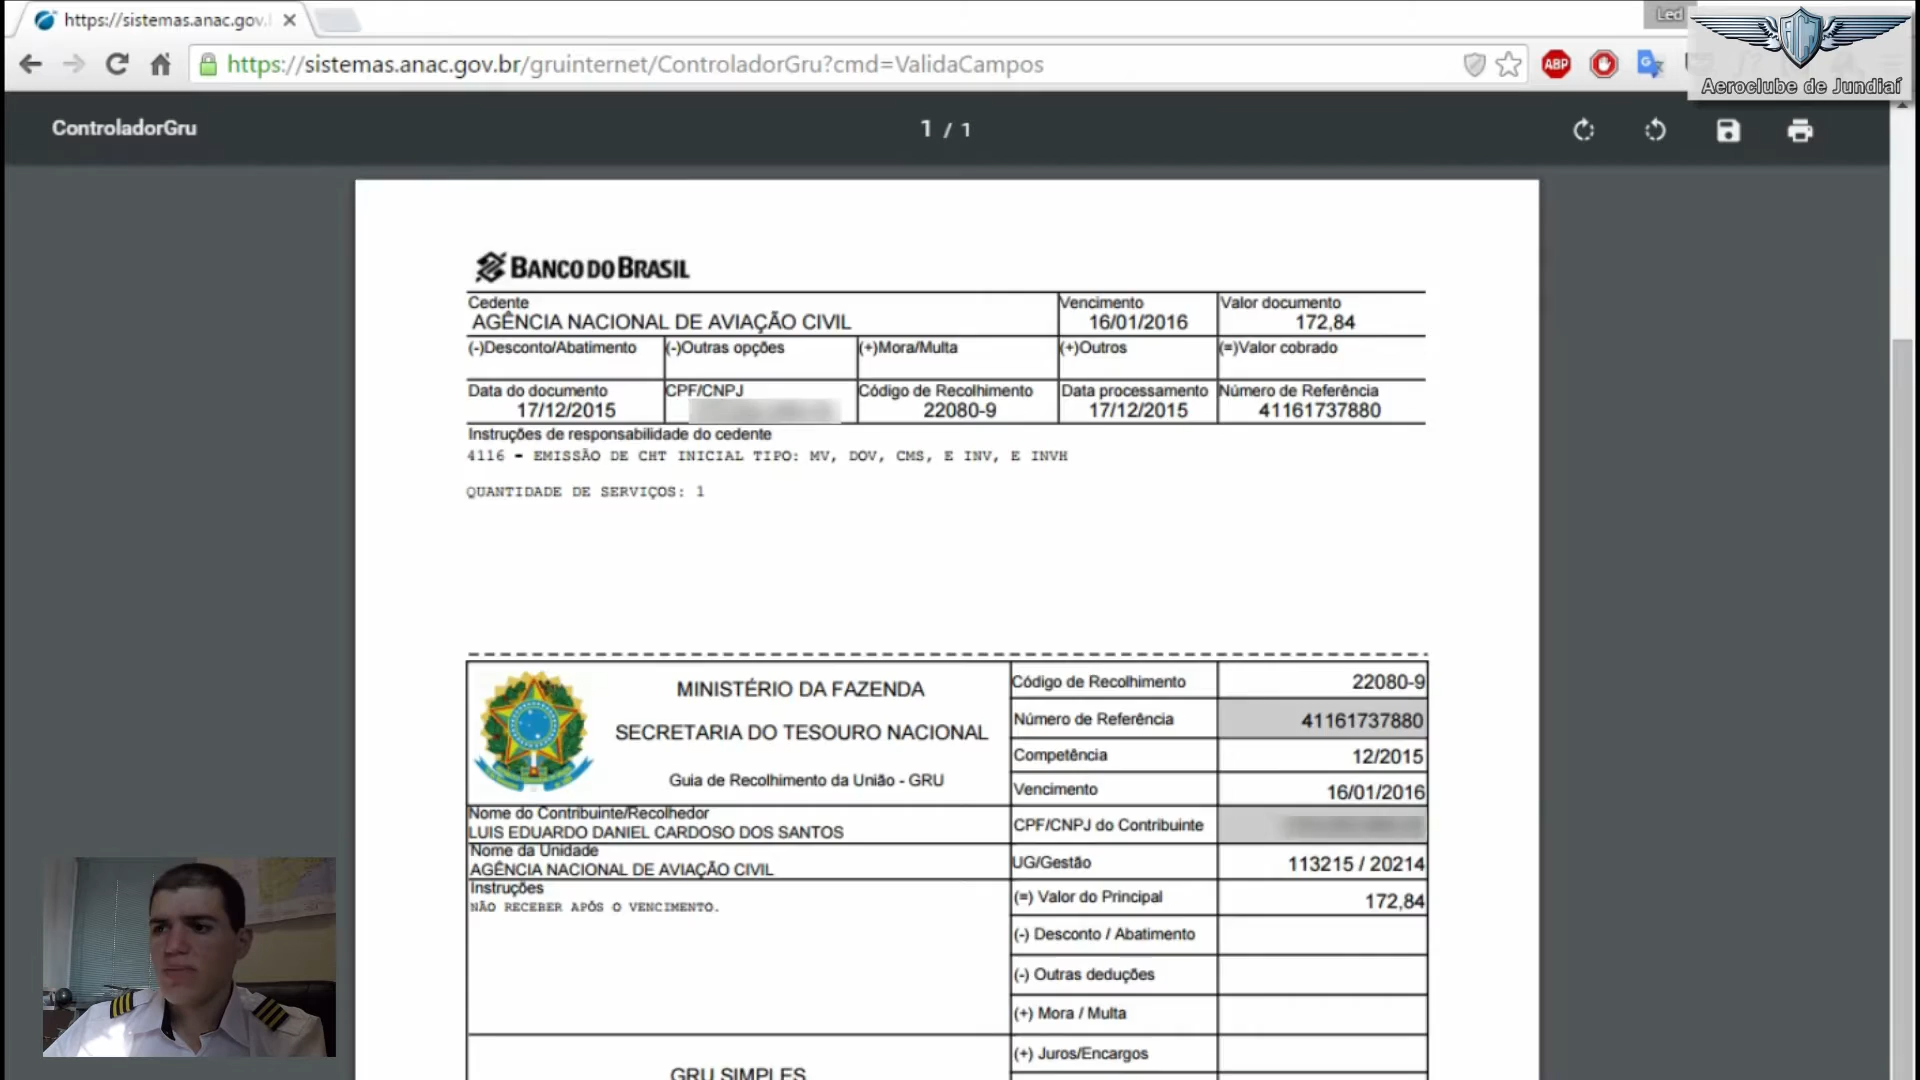 https://sistemas.anac.gov.
Led
https://sistemas.anac.gov.br/gruinternet/ControladorGru?cmd=ValidaCampos
ABP
Aeroclube de Jundiaí
ControladorGru
1 / 1
BANCO DO BRASIL
Cedente
AGÊNCIA NACIONAL DE AVIAÇÃO CIVIL
Vencimento
16/01/2016
Valor documento
172,84
(-)Desconto/Abatimento
(-)Outras opções
(+)Mora/Multa
(+)Outros
(=)Valor cobrado
Data do documento
17/12/2015
CPF/CNPJ
Código de Recolhimento
22080-9
Data processamento
17/12/2015
Número de Referência
41161737880
Instruções de responsabilidade do cedente
4116 - EMISSÃO DE CHT INICIAL TIPO: MV, DOV, CMS, E INV, E INVH
QUANTIDADE DE SERVIÇOS: 1
MINISTÉRIO DA FAZENDA
SECRETARIA DO TESOURO NACIONAL
Guia de Recolhimento da União - GRU
Código de Recolhimento
22080-9
Número de Referência
41161737880
Competência
12/2015
Vencimento
16/01/2016
Nome do Contribuinte/Recolhedor
LUIS EDUARDO DANIEL CARDOSO DOS SANTOS
CPF/CNPJ do Contribuinte
Nome da Unidade
AGÊNCIA NACIONAL DE AVIAÇÃO CIVIL
UG/Gestão
113215 / 20214
Instruções
NÃO RECEBER APÓS O VENCIMENTO.
(=) Valor do Principal
172,84
(-) Desconto / Abatimento
(-) Outras deduções
(+) Mora / Multa
(+) Juros/Encargos
GRU SIMPLES